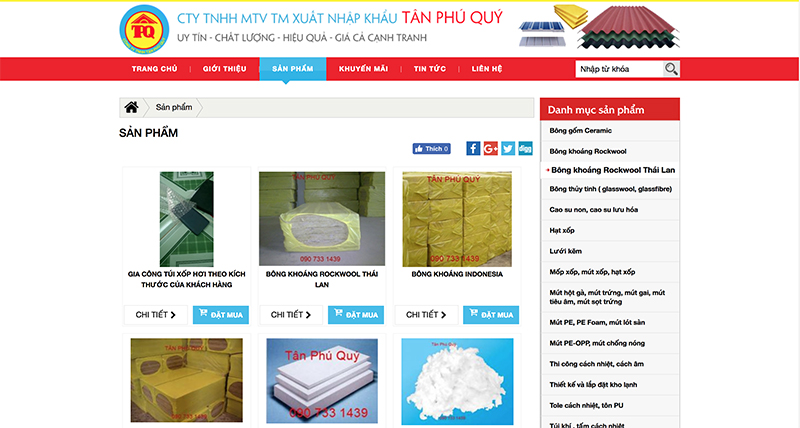 TQ
CTY TNHH MTV TM XUẤT NHẬP KHẨU TÂN PHÚ QUÝ
UY TÍN - CHẤT LƯỢNG - HIỆU QUẢ - GIÁ CẢ CẠNH TRANH
TRANG CHỦ | GIỚI THIỆU | SẢN PHẨM | KHUYẾN MÃI | TIN TỨC | LIÊN HỆ
Nhập từ khóa
Sản phẩm
SẢN PHẨM
Thích 0
digg
TÂN PHÚ QUÝ
090 733 1439
TÂN PHÚ QUÝ
090 733 1439
GIA CÔNG TÚI XỐP HƠI THEO KÍCH
THƯỚC CỦA KHÁCH HÀNG
BÔNG KHOÁNG ROCKWOOL THÁI
LAN
BÔNG KHOÁNG INDONESIA
CHI TIẾT
ĐẶT MUA
CHI TIẾT
ĐẶT MUA
CHI TIẾT
ĐẶT MUA
TÂN PHÚ QUÝ
090 733 1439
Tân Phú Quý
090 733 1439
Tân Phú Quý
090 733 1439
Danh mục sản phẩm
Bông gốm Ceramic
Bông khoáng Rockwool
Bông khoáng Rockwool Thái Lan
Bông thủy tinh ( glasswool, glassfibre)
Cao su non, cao su lưu hóa
Hạt xốp
Lưới kẽm
Mốp xốp, mút xốp, hạt xốp
Mút hột gà, mút trứng, mút gai, mút
tiêu âm, mút sọt trứng
Mút PE, PE Foam, mút lót sàn
Mút PE-OPP, mút chống nóng
Thi công cách nhiệt, cách âm
Thiết kế và lắp đặt kho lạnh
Tole cách nhiệt, tôn PU
Túi khí , tấm cách nhiệt